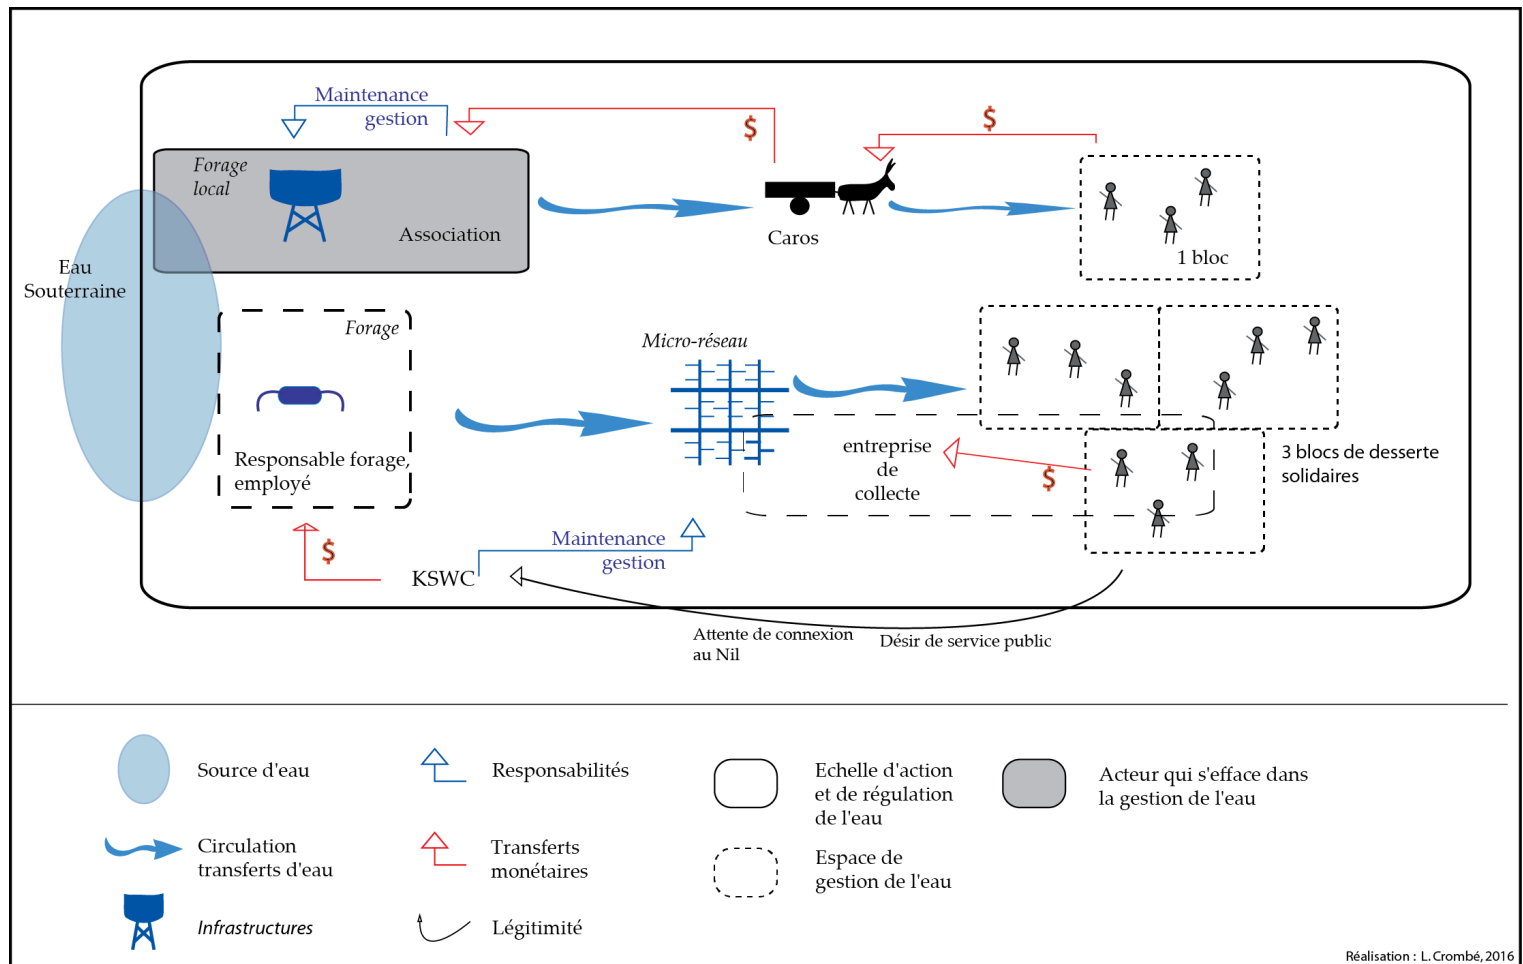 Maintenance
gestion
$
$
Forage
local
Association
Caros
1 bloc
Eau
Souterraine
Forage
Responsable forage,
employé
Micro-réseau
entreprise
de
collecte
$
3 blocs de desserte
solidaires
$
Maintenance
gestion
KSWC
Attente de connexion
au Nil
Désir de service public
Source d'eau
Responsabilités
Echelle d'action
et de régulation
de l'eau
Acteur qui s'efface dans
la gestion de l'eau
Circulation
transferts d'eau
Transferts
monétaires
Espace de
gestion de l'eau
Infrastructures
Légitimité
Réalisation : L. Crombé, 2016